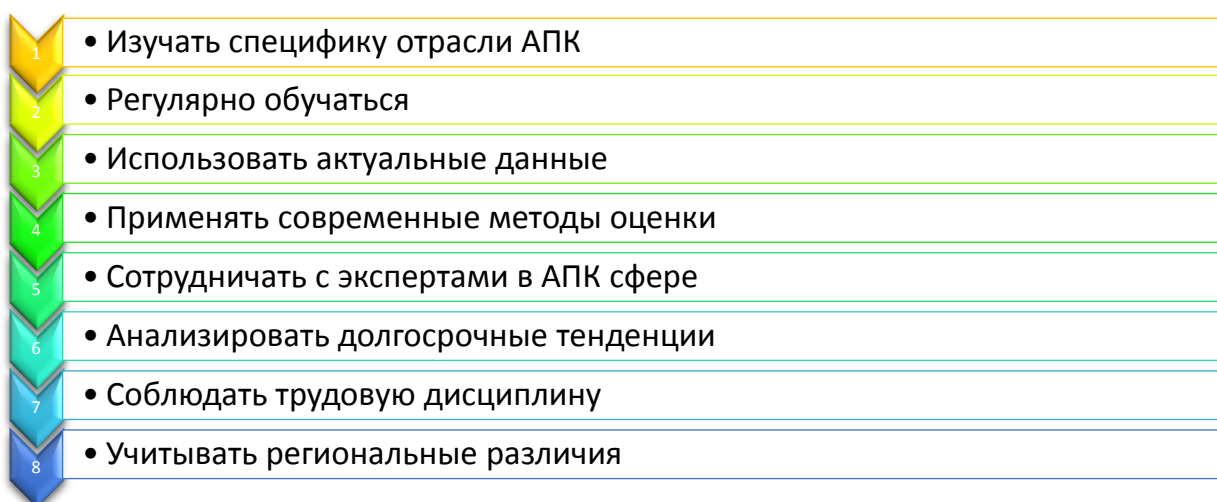 1 • Изучать специфику отрасли АПК
2 • Регулярно обучаться
3 • Использовать актуальные данные
4 • Применять современные методы оценки
5 • Сотрудничать с экспертами в АПК сфере
6 • Анализировать долгосрочные тенденции
7 • Соблюдать трудовую дисциплину
8 • Учитывать региональные различия